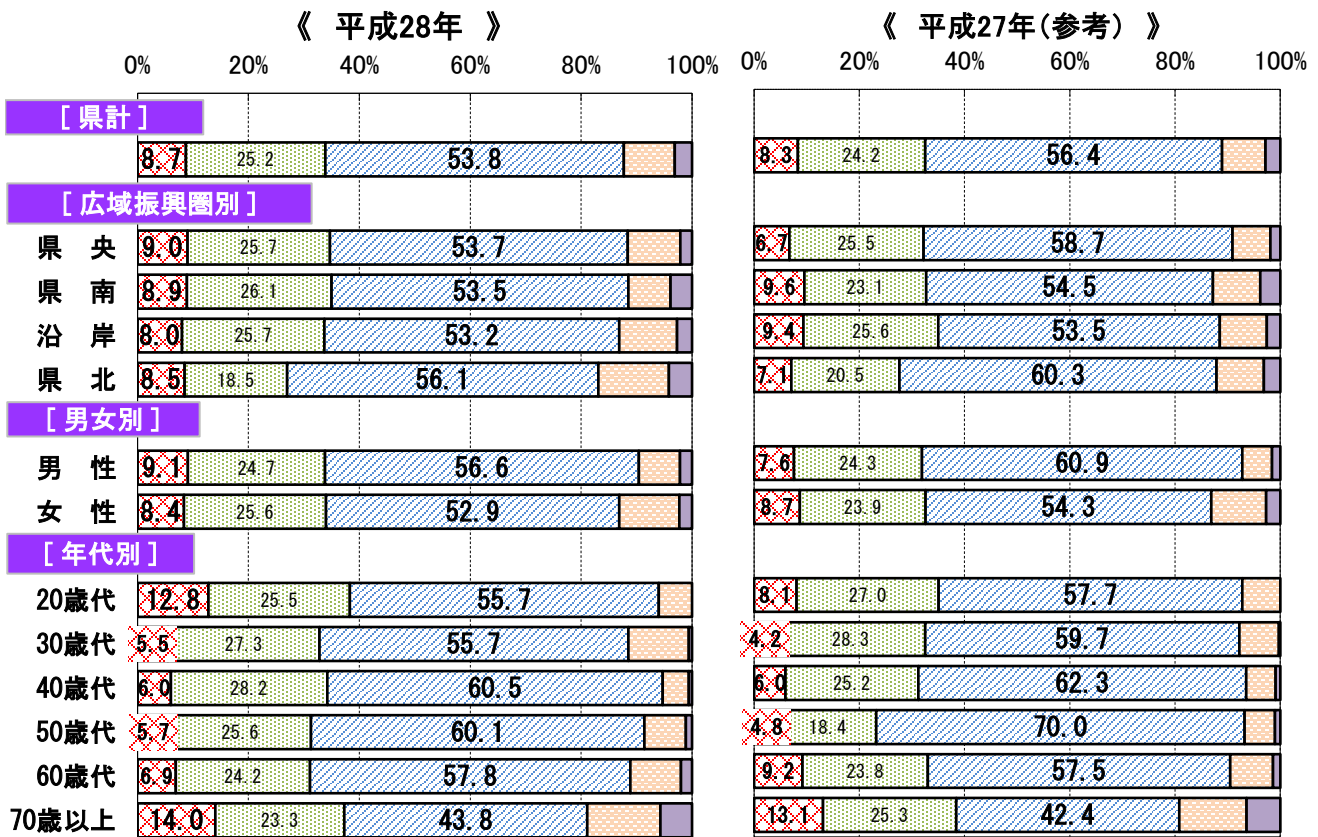 《 平成28年 》 《 平成27年(参考) 》
0% 20% 40% 60% 80% 100% 0% 20% 40% 60% 80% 100%
[ 県計 ]
8.7 25.2 53.8 8.3 24.2 56.4
[ 広域振興圏別 ]
県 央 9.0 25.7 53.7 6.7 25.5 58.7
県 南 8.9 26.1 53.5 9.6 23.1 54.5
沿 岸 8.0 25.7 53.2 9.4 25.6 53.5
県 北 8.5 18.5 56.1 7.1 20.5 60.3
[ 男女別 ]
男 性 9.1 24.7 56.6 7.6 24.3 60.9
女 性 8.4 25.6 52.9 8.7 23.9 54.3
[ 年代別 ]
20歳代 12.8 25.5 55.7 8.1 27.0 57.7
30歳代 5.5 27.3 55.7 4.2 28.3 59.7
40歳代 6.0 28.2 60.5 6.0 25.2 62.3
50歳代 5.7 25.6 60.1 4.8 18.4 70.0
60歳代 6.9 24.2 57.8 9.2 23.8 57.5
70歳以上 14.0 23.3 43.8 13.1 25.3 42.4